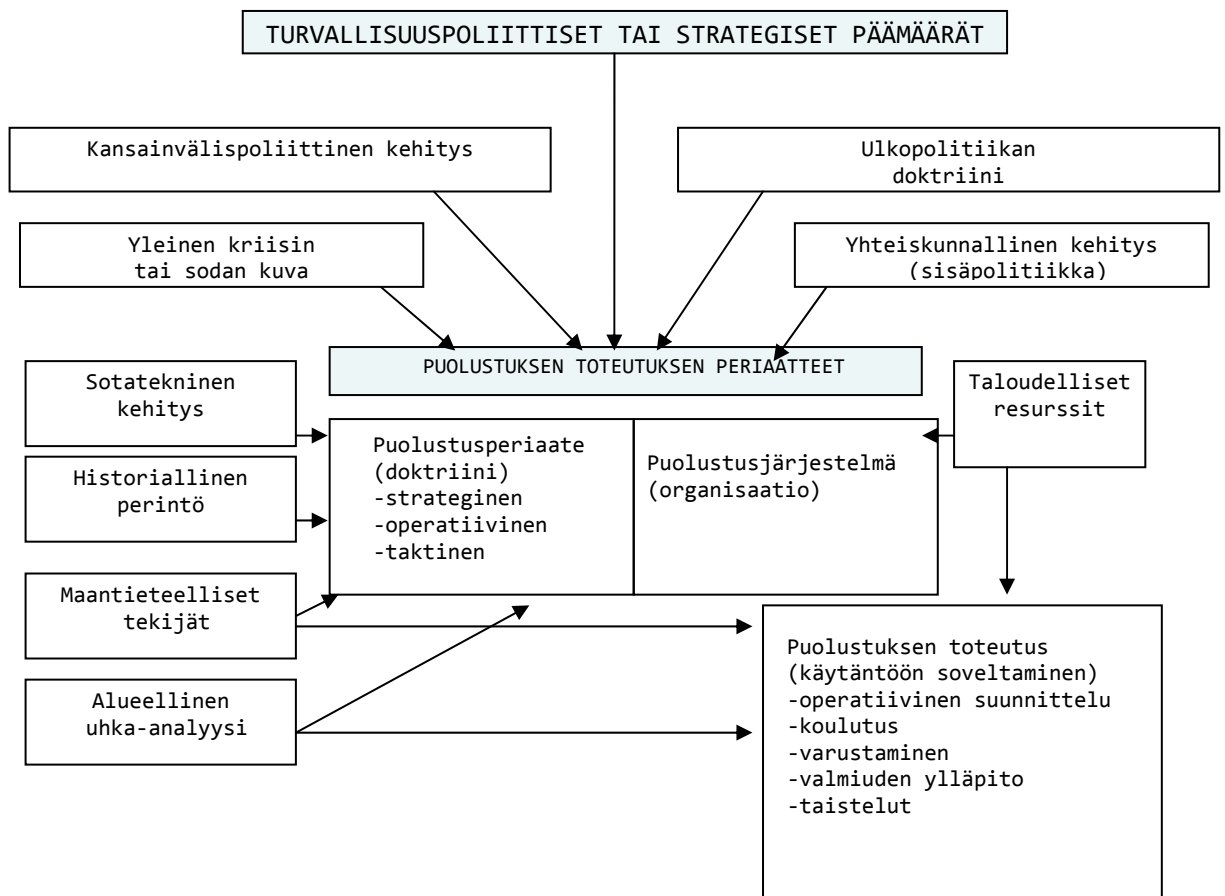 TURVALLISUUSPOLIITTISET TAI STRATEGISET PÄÄMÄÄRÄT
Kansainvälispoliittinen kehitys
Ulkopolitiikan
doktriini
Yleinen kriisin
tai sodan kuva
Yhteiskunnallinen kehitys
(sisäpolitiikka)
PUOLUSTUKSEN TOTEUTUKSEN PERIAATTEET
Sotatekninen
kehitys
Taloudelliset
resurssit
Puolustusperiaate
(doktriini)
-strateginen
-operatiivinen
-taktinen
Puolustusjärjestelmä
(organisaatio)
Historiallinen
perintö
Maantieteelliset
tekijät
Alueellinen
uhka-analyysi
Puolustuksen toteutus
(käytäntöön soveltaminen)
-operatiivinen suunnittelu
-koulutus
-varustaminen
-valmiuden ylläpito
-taistelut